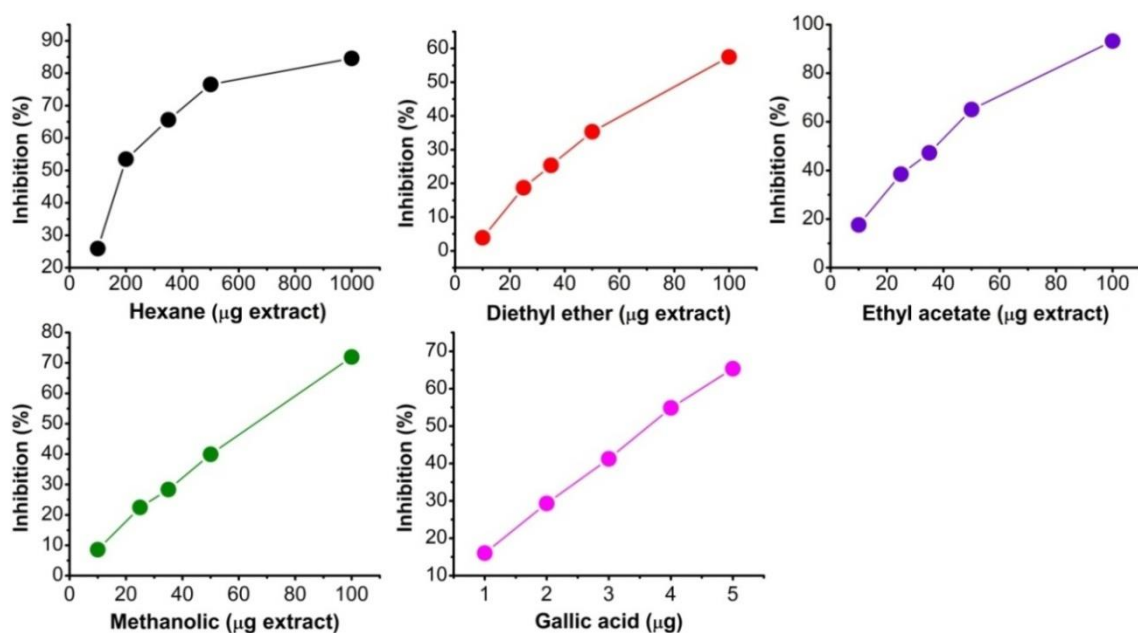 Inhibition (%)
90
80
70
60
50
40
30
20
0 200 400 600 800 1000
Hexane (μg extract)
Inhibition (%)
60
50
40
30
20
10
0
0 20 40 60 80 100
Diethyl ether (μg extract)
Inhibition (%)
100
80
60
40
20
0
0 20 40 60 80 100
Ethyl acetate (μg extract)
Inhibition (%)
80
70
60
50
40
30
20
10
0
0 20 40 60 80 100
Methanolic (μg extract)
Inhibition (%)
70
60
50
40
30
20
10
1 2 3 4 5
Gallic acid (μg)